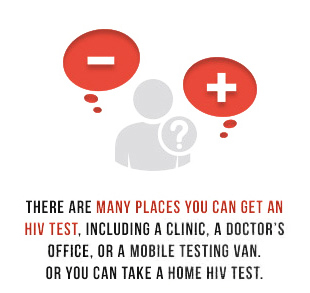 THERE ARE MANY PLACES YOU CAN GET AN
HIV TEST, INCLUDING A CLINIC, A DOCTOR'S
OFFICE, OR A MOBILE TESTING VAN.
OR YOU CAN TAKE A HOME HIV TEST.